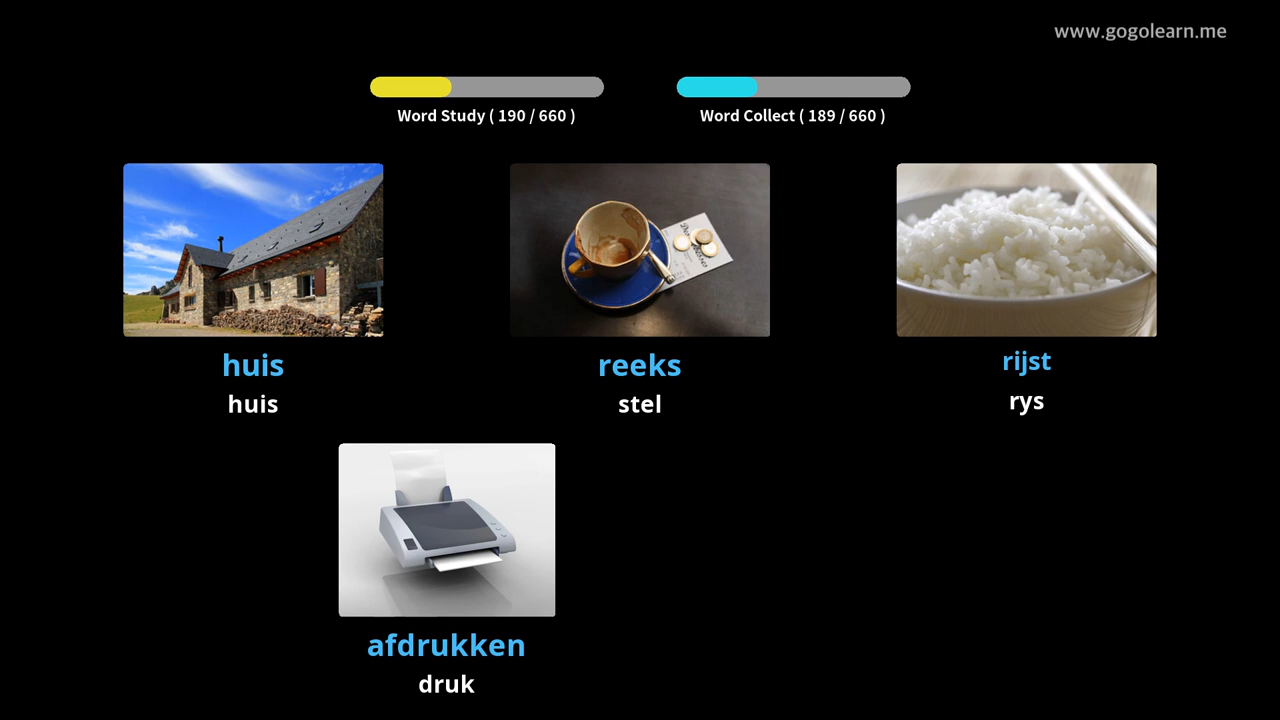 www.gogolearn.me
Word Study ( 190 / 660 )
Word Collect ( 189 / 660 )
huis
huis
reeks
stel
rijst
rys
afdrukken
druk